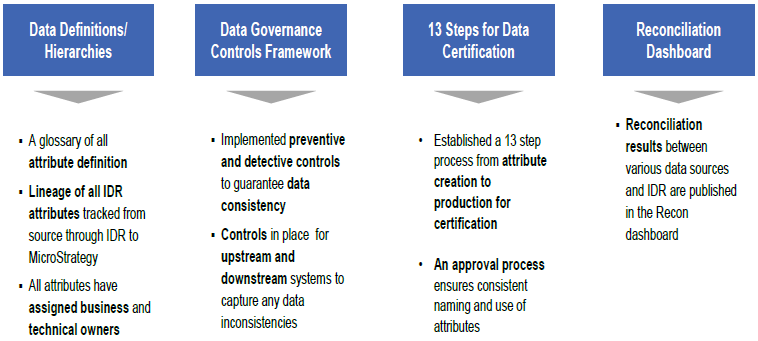 Data Definitions/
Hierarchies
▪ A glossary of all
attribute definition
▪ Lineage of all IDR
attributes tracked from
source through IDR to
MicroStrategy
▪ All attributes have
assigned business and
technical owners
Data Governance
Controls Framework
▪ Implemented preventive
and detective controls
to guarantee data
consistency
▪ Controls in place for
upstream and
downstream systems to
capture any data
inconsistencies
13 Steps for Data
Certification
• Established a 13 step
process from attribute
creation to
production for
certification
• An approval process
ensures consistent
naming and use of
attributes
Reconciliation
Dashboard
▪ Reconciliation
results between
various data sources
and IDR are published
in the Recon
dashboard